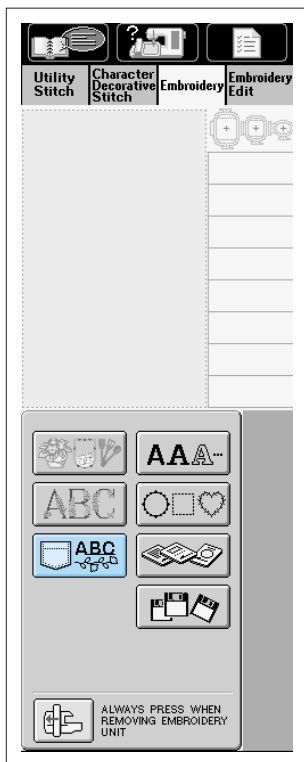 ?
Utility Stitch
Character Decorative Stitch
Embroidery
Embroidery Edit
AAA
ABC
ABC
ALWAYS PRESS WHEN
REMOVING EMBROIDERY
UNIT